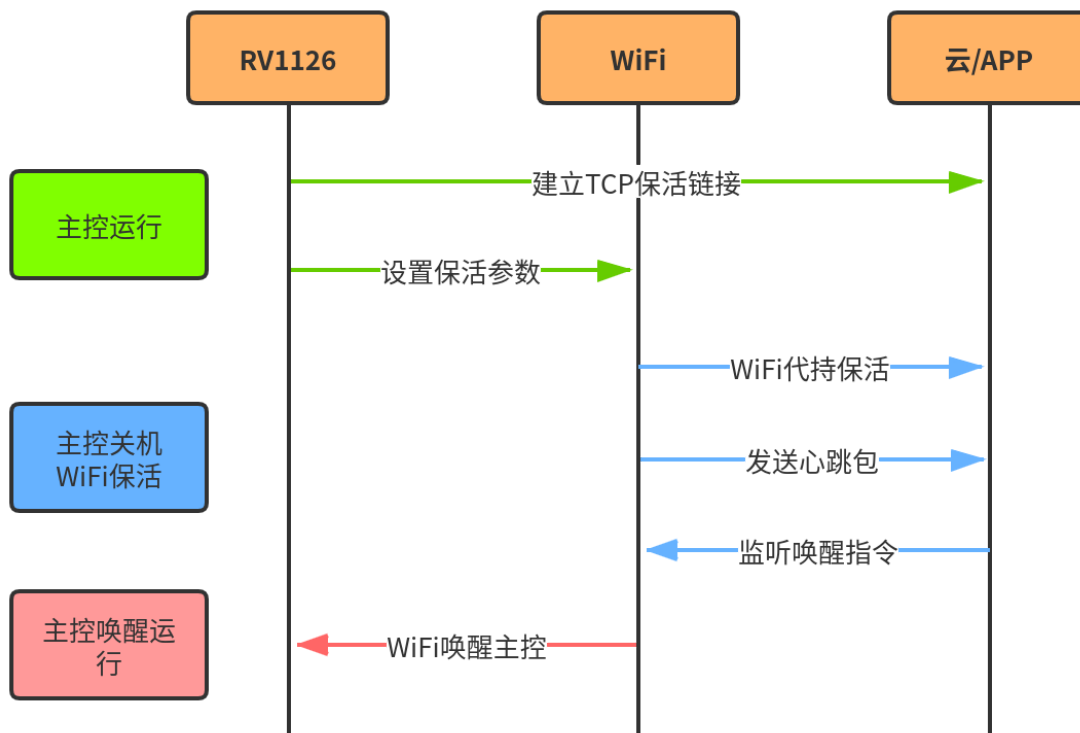 RV1126
WiFi
云/APP
建立TCP保活链接
主控运行
设置保活参数
WiFi代持保活
主控关机
WiFi保活
发送心跳包
监听唤醒指令
主控唤醒运
行
WiFi唤醒主控